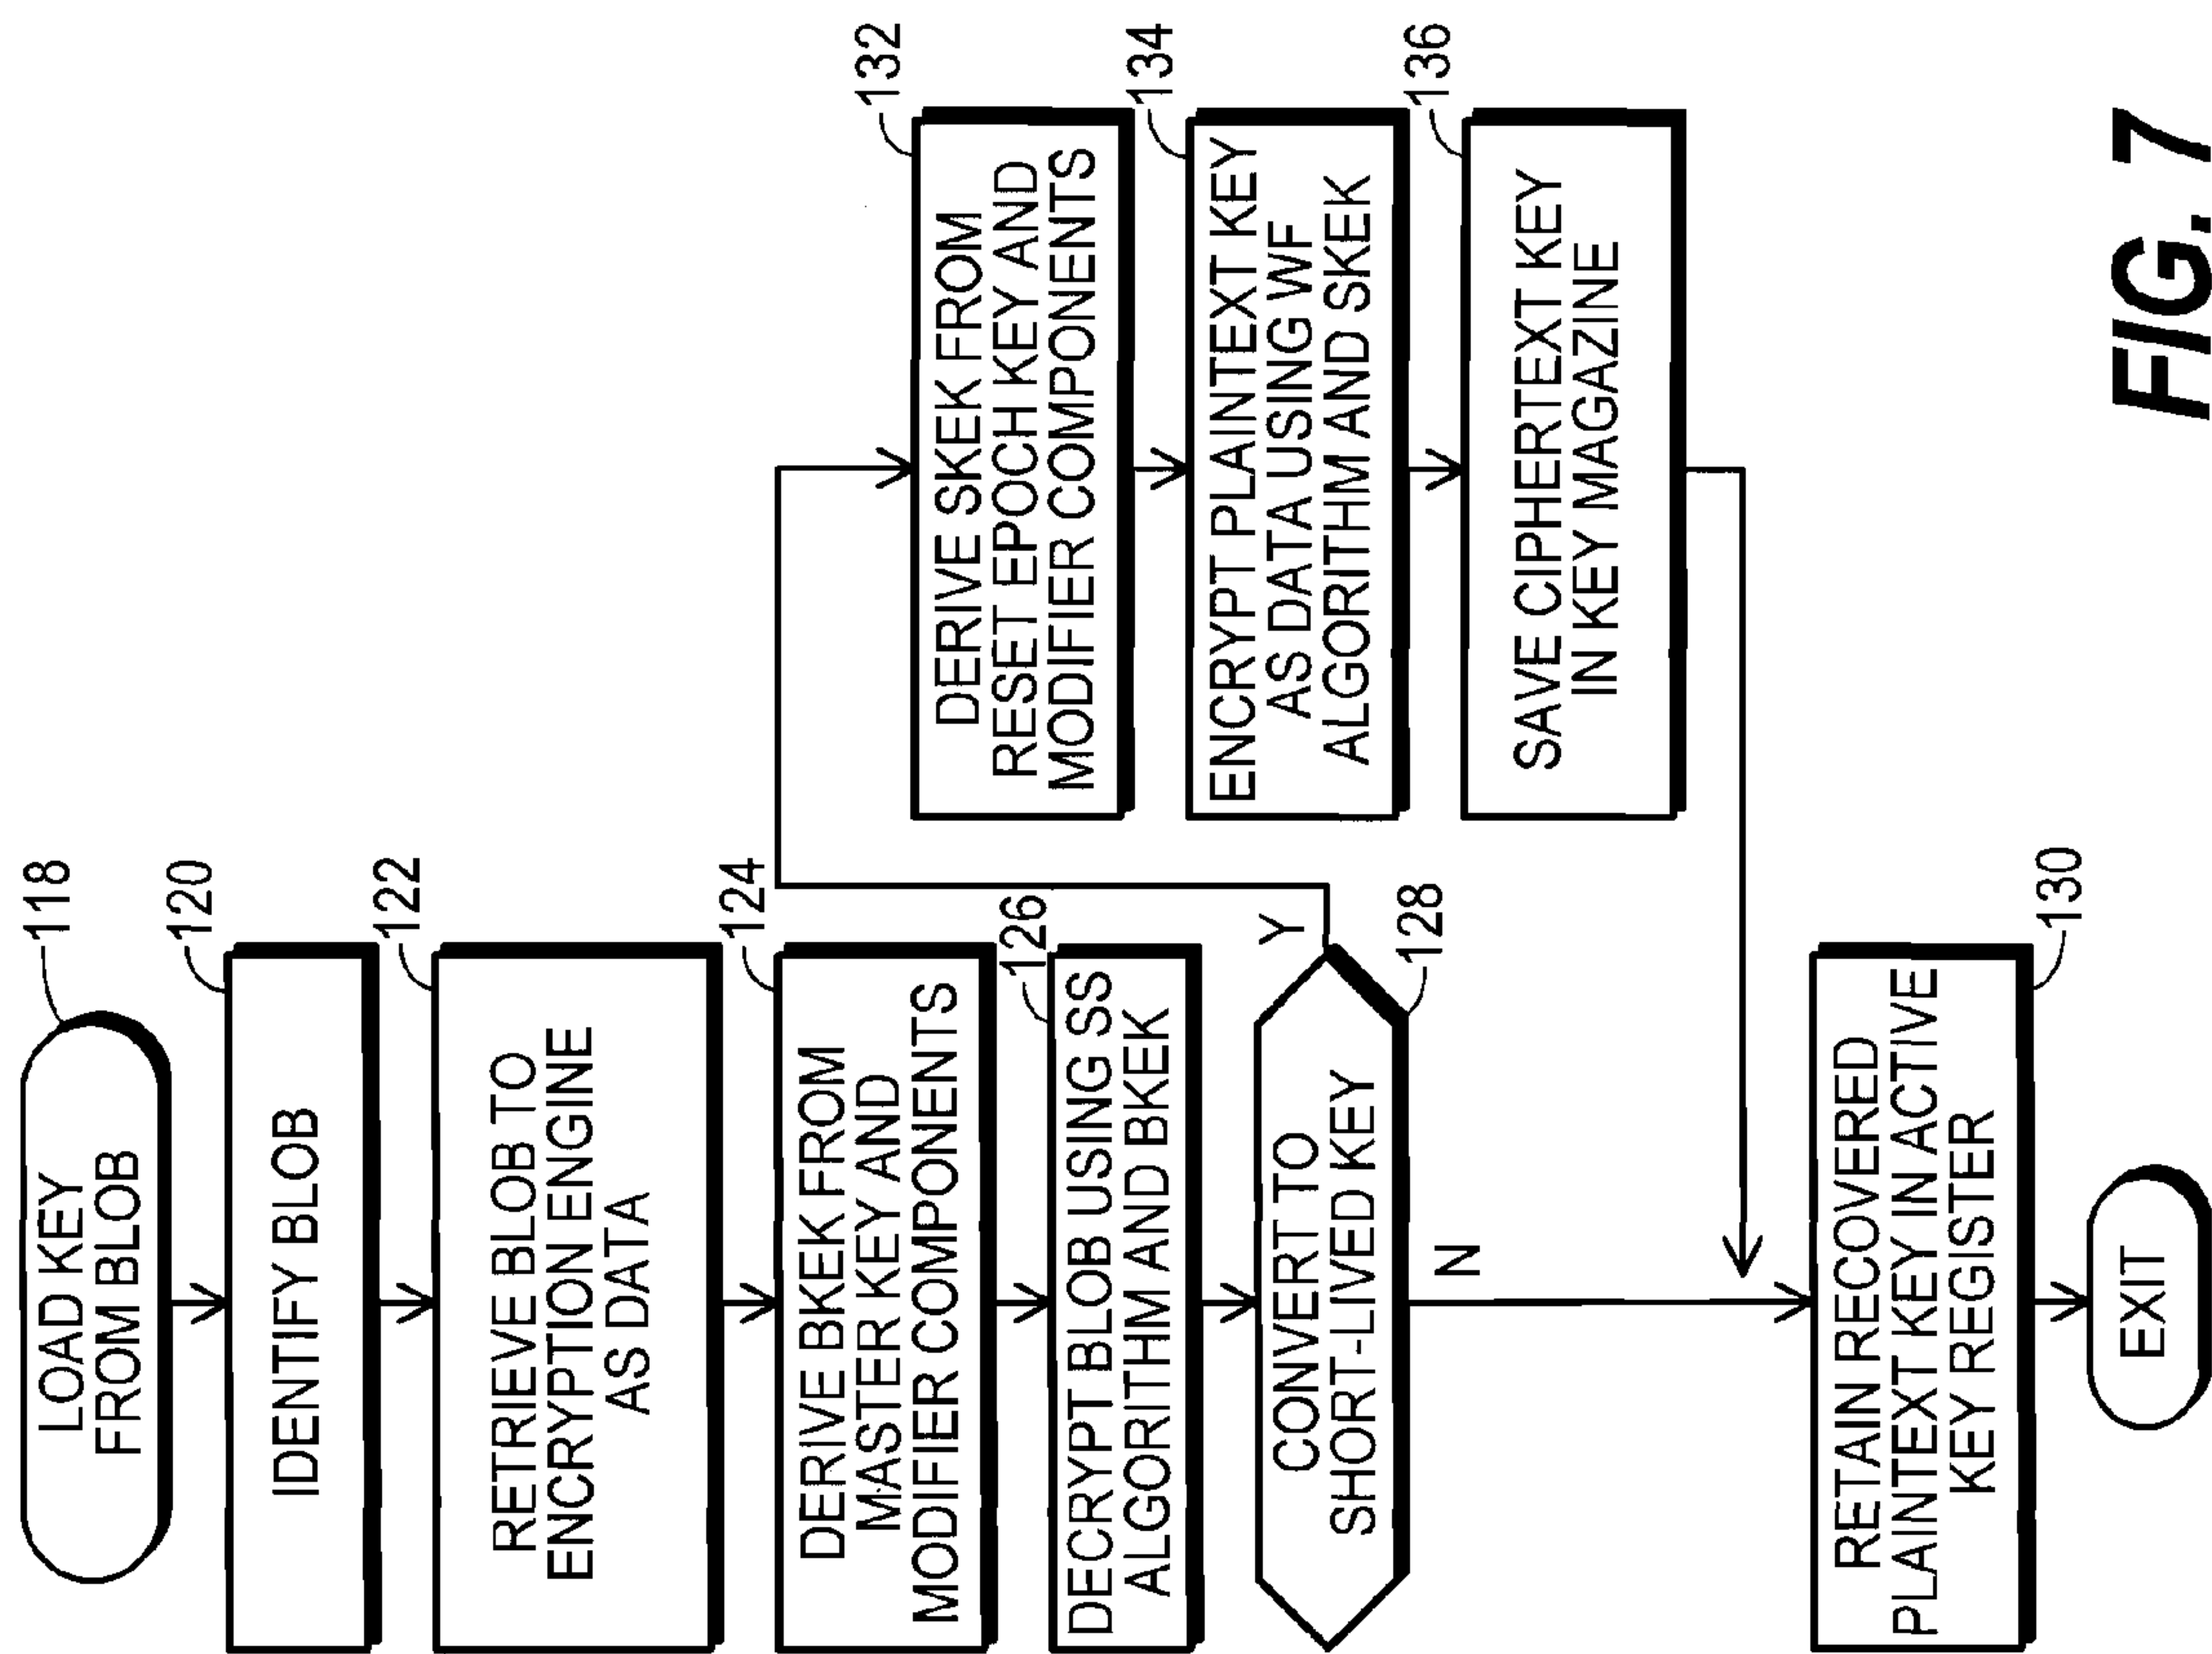 LOAD KEY
FROM BLOB
118
IDENTIFY BLOB
120
RETRIEVE BLOB TO
ENCRYPTION ENGINE
AS DATA
122
DERIVE BKEK FROM
MASTER KEY AND
MODIFIER COMPONENTS
124
DECRYPT BLOB USING SS
ALGORITHM AND BKEK
126
CONVERT TO
SHORT-LIVED KEY
128
Y
N
DERIVE SKEK FROM
RESET EPOCH KEY AND
MODIFIER COMPONENTS
132
ENCRYPT PLAINTEXT KEY
AS DATA USING WF
ALGORITHM AND SKEK
134
SAVE CIPHERTEXT KEY
IN KEY MAGAZINE
136
RETAIN RECOVERED
PLAINTEXT KEY IN ACTIVE
KEY REGISTER
130
EXIT
FIG. 7